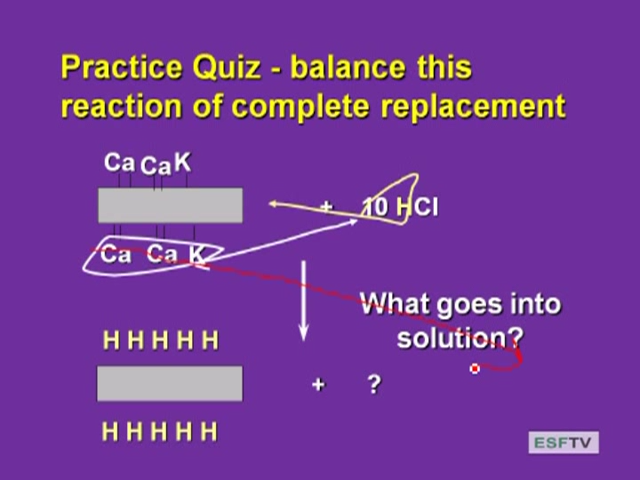 Practice Quiz - balance this
reaction of complete replacement
Ca Ca K
+ 10 HCl
Ca Ca K
What goes into
solution?
H H H H H
+ ?
H H H H H
ESFTV